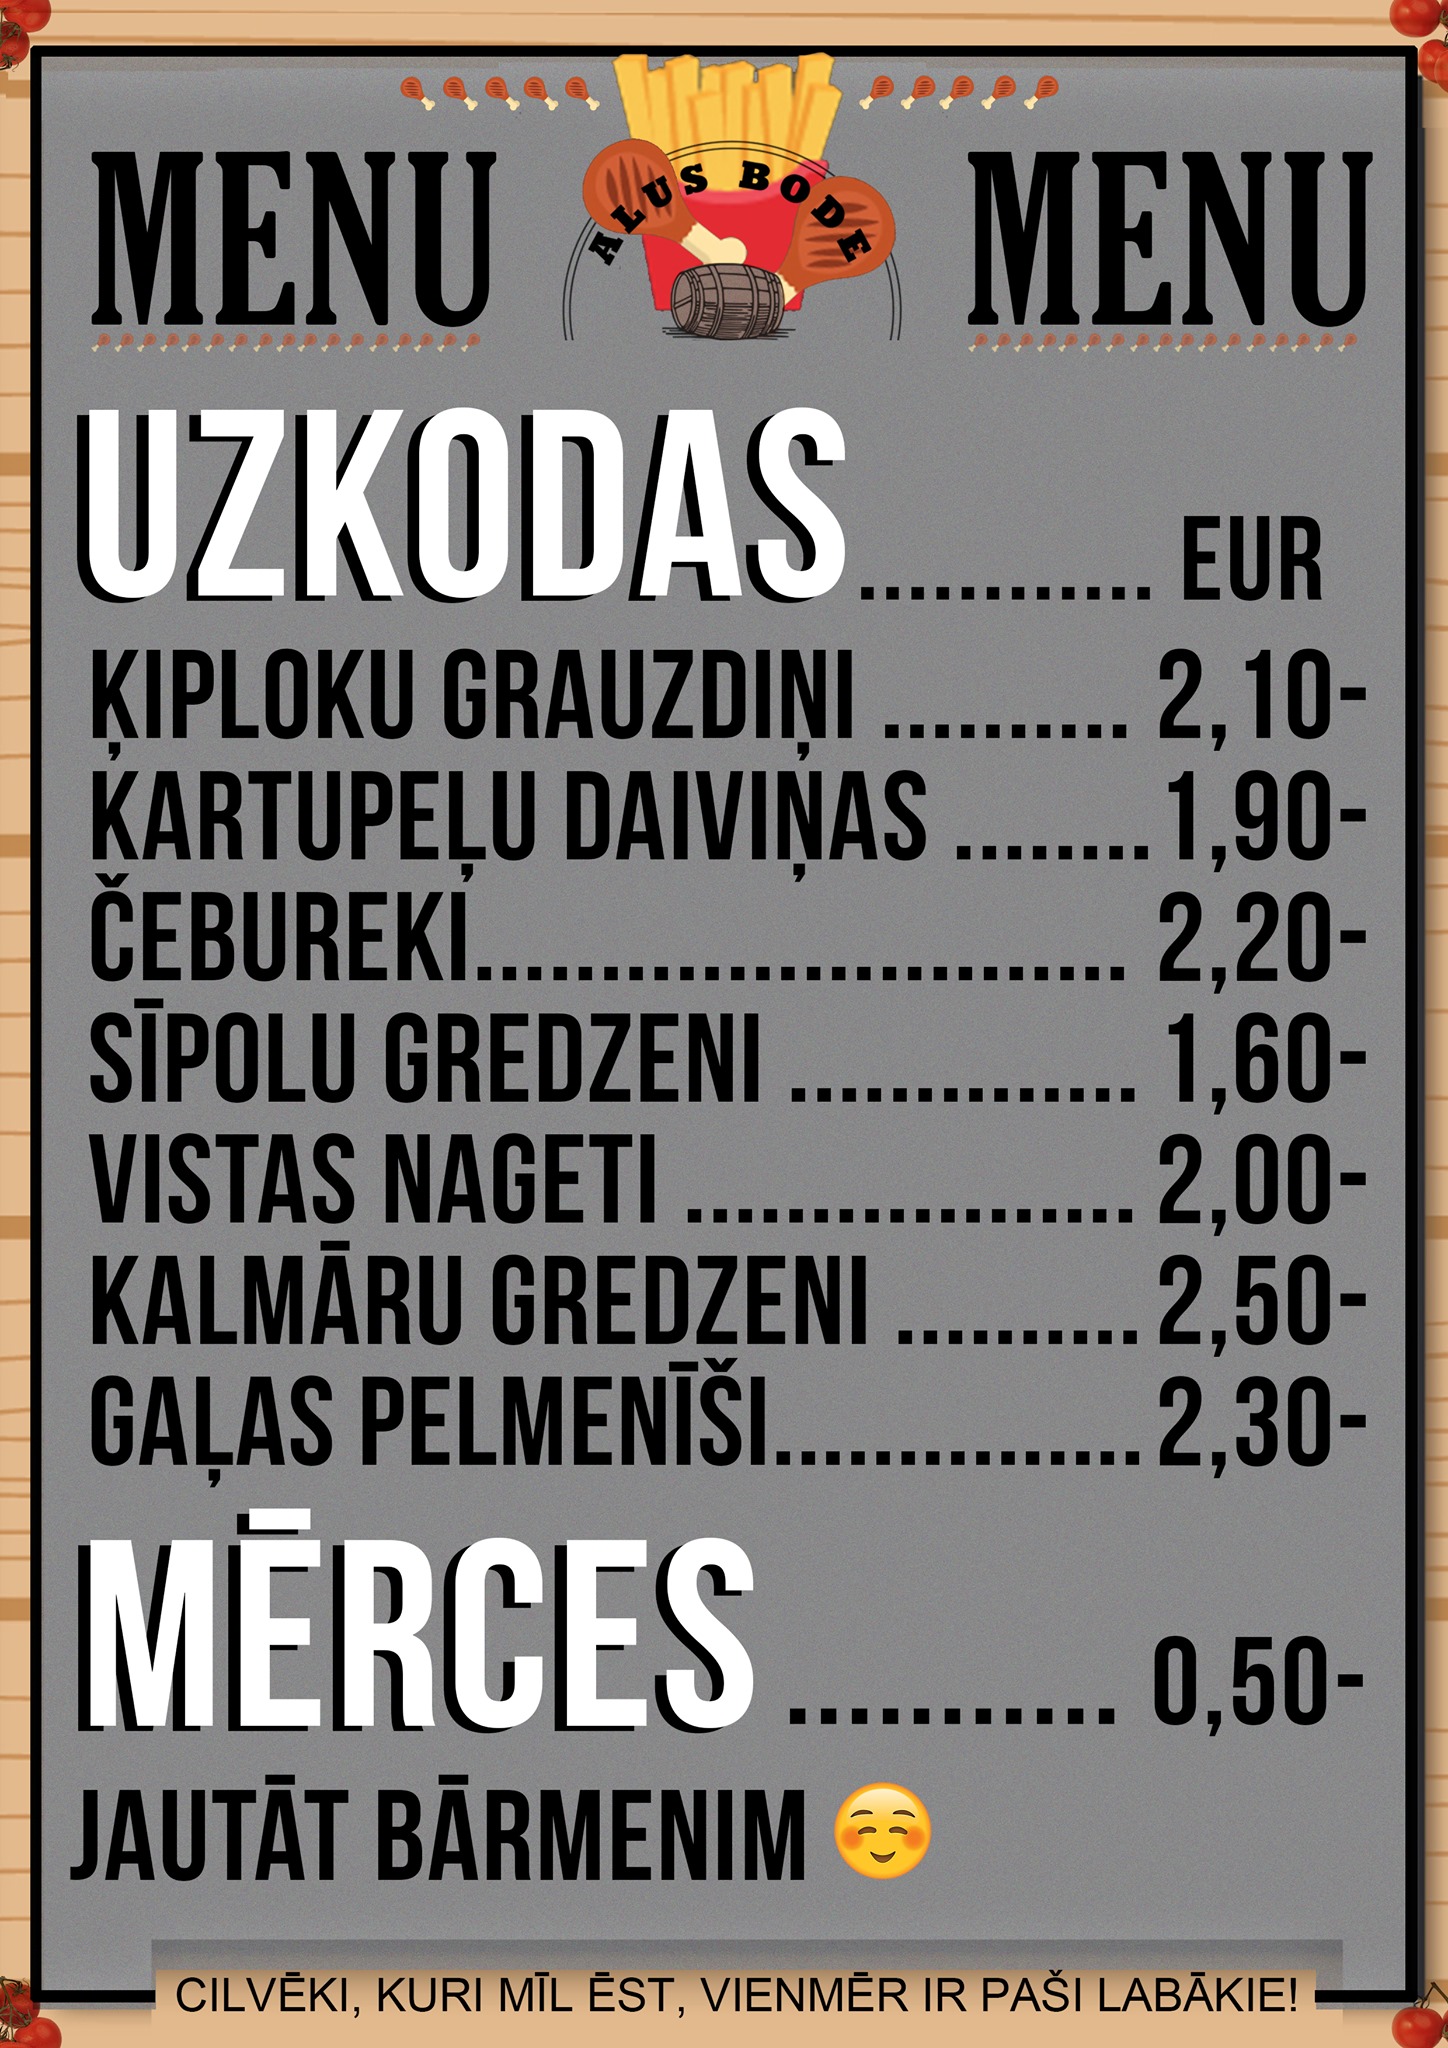 MENU
ALUS BODE
MENU
UZKODAS............ EUR
ĶIPLOKU GRAUZDIŅI .......... 2,10-
KARTUPEĻU DAIVIŅAS ........1,90-
ČEBUREKI.......................... 2,20-
SĪPOLU GREDZENI .............. 1,60-
VISTAS NAGETI .................. 2,00-
KALMĀRU GREDZENI ..........2,50-
GAĻAS PELMENĪŠI...............2,30-
MĒRCES ........... 0,50-
JAUTĀT BĀRMENIM 😊
CILVĒKI, KURI MĪL ĒST, VIENMĒR IR PAŠI LABĀKIE!